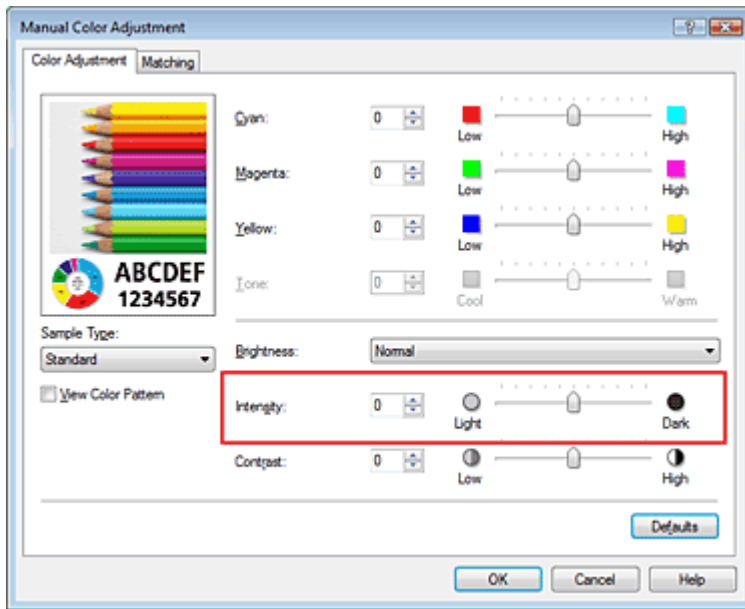 Manual Color Adjustment
Color Adjustment Matching
ABCDEF
1234567
Sample Type:
Standard
View Color Pattern
Cyan: 0 Low High
Magenta: 0 Low High
Yellow: 0 Low High
Tone: 0 Cool Warm
Brightness: Normal
Intensity: 0 Light Dark
Contrast: 0 Low High
Defaults
OK Cancel Help